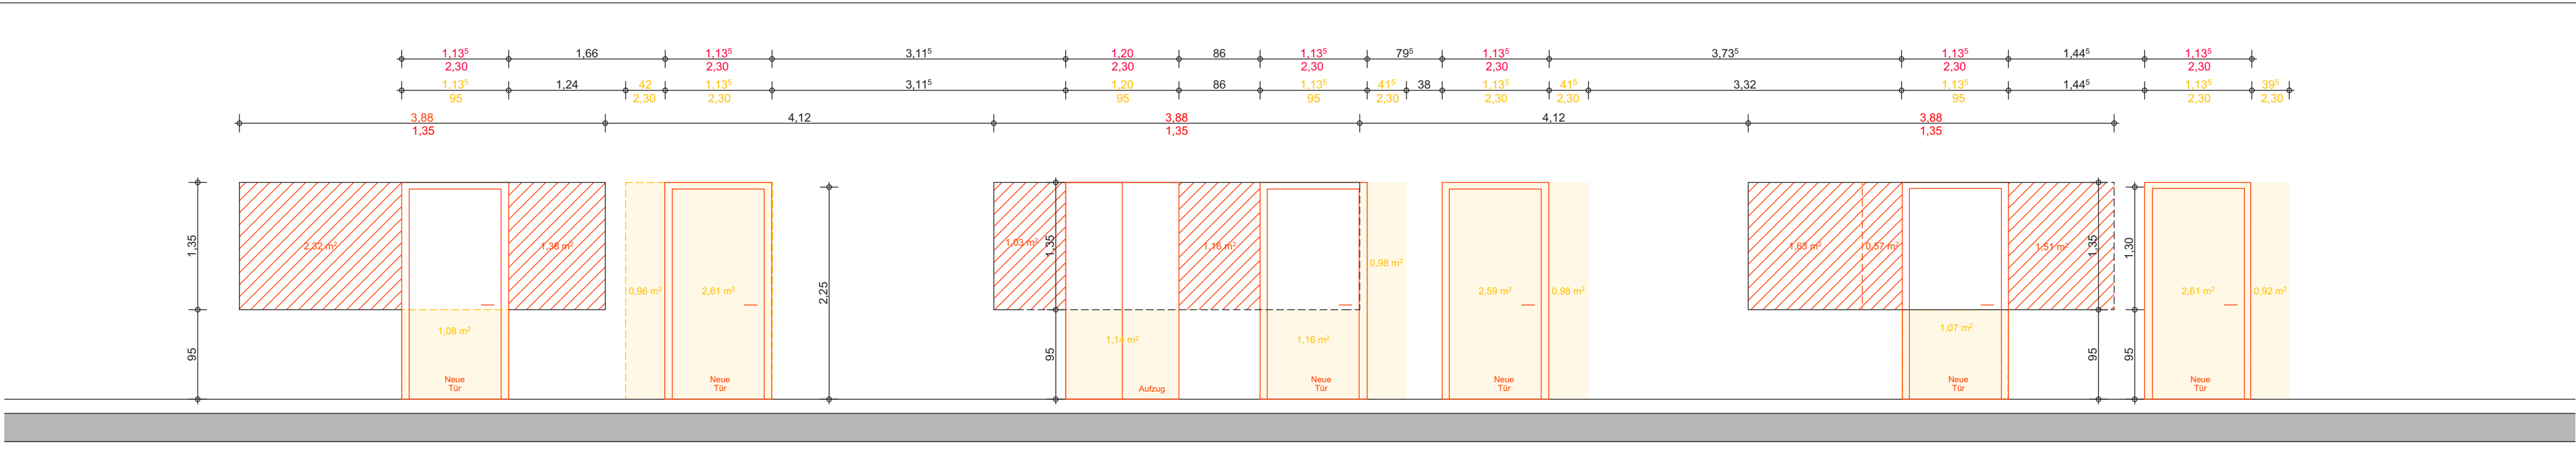 1,13⁵ 1,66 1,13⁵ 3,11⁵ 1,20 86 1,13⁵ 79⁵ 1,13⁵ 3,73⁵ 1,13⁵ 1,44⁵ 1,13⁵
2,30 2,30 2,30 2,30 2,30 2,30 2,30
1,13⁵ 1,24 42 1,13⁵ 3,11⁵ 1,20 86 1,13⁵ 41⁵ 38 1,13⁵ 41⁵ 3,32 1,13⁵ 1,44⁵ 1,13⁵ 39⁵
95 2,30 2,30 95 95 2,30 2,30 2,30 95 2,30 2,30
3,88 4,12 3,88 4,12 3,88
1,35 1,35 1,35
1,35 2,32 m² 1,38 m² 1,03 m² 1,35 1,16 m² 1,63 m² 0,57 m² 1,51 m² 1,35 1,30
0,98 m²
0,96 m² 2,61 m² 2,25 2,59 m² 0,98 m² 2,61 m² 0,92 m²
1,08 m² 1,14 m² 1,16 m² 1,07 m²
95 95 95 95
Neue Neue Neue Neue Neue Neue
Tür Tür Aufzug Tür Tür Tür Tür